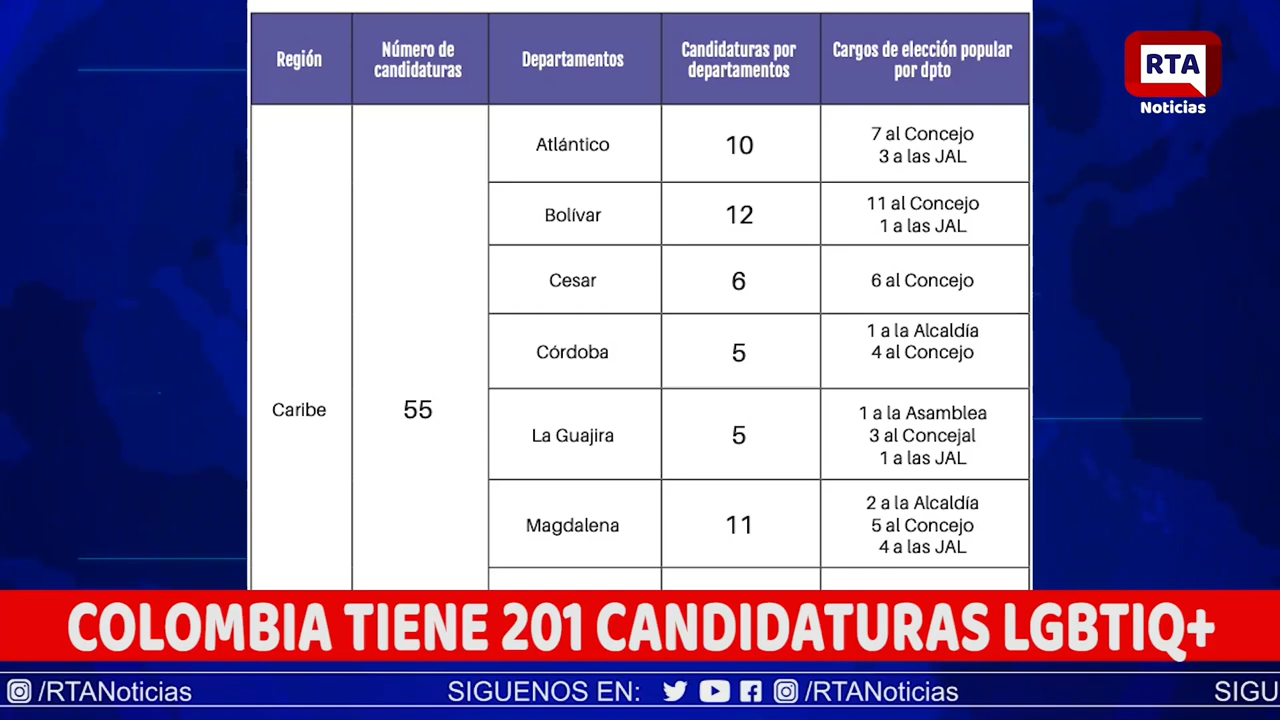 Región
Número de
candidaturas
Departamentos
Candidaturas por
departamentos
Cargos de elección popular
por dpto
RTA
Noticias
Caribe
55
Atlántico
10
7 al Concejo
3 a las JAL
Bolívar
12
11 al Concejo
1 a las JAL
Cesar
6
6 al Concejo
Córdoba
5
1 a la Alcaldía
4 al Concejo
La Guajira
5
1 a la Asamblea
3 al Concejal
1 a las JAL
Magdalena
11
2 a la Alcaldía
5 al Concejo
4 a las JAL
COLOMBIA TIENE 201 CANDIDATURAS LGBTIQ+
/RTANoticias SIGUENOS EN: /RTANoticias SIGU